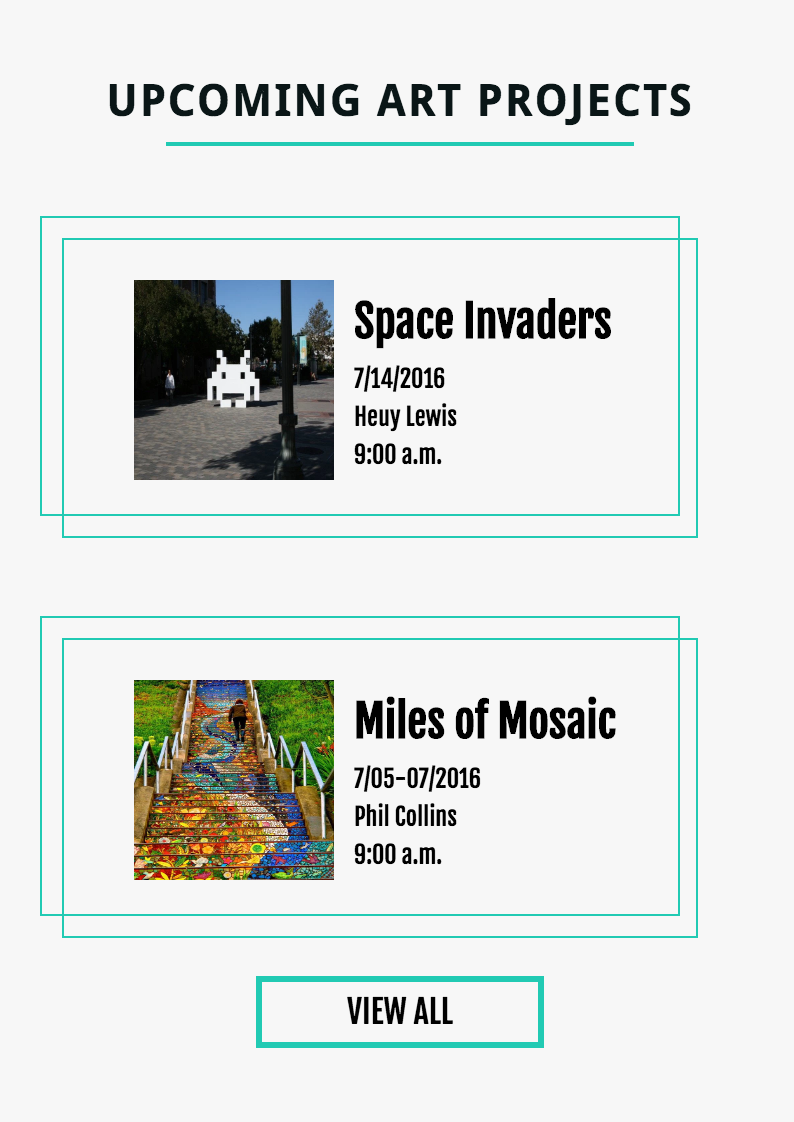 UPCOMING ART PROJECTS
Space Invaders
7/14/2016
Heuy Lewis
9:00 a.m.
Miles of Mosaic
7/05-07/2016
Phil Collins
9:00 a.m.
VIEW ALL